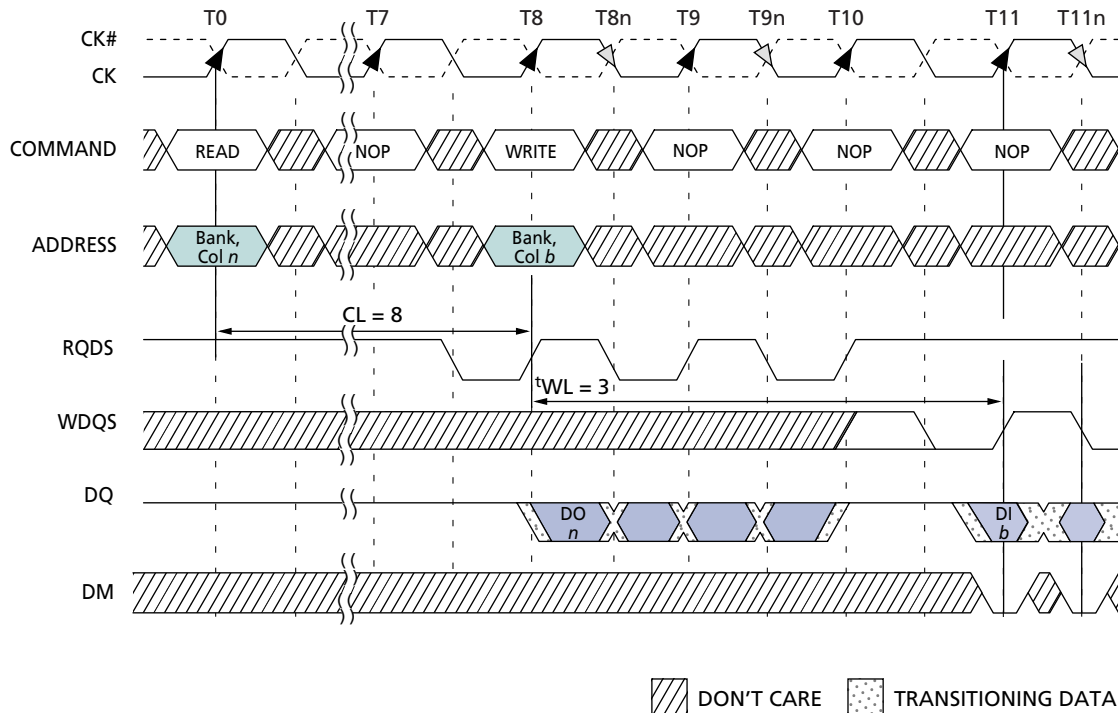 T0 T7 T8 T8n T9 T9n T10 T11 T11n
CK#
CK
COMMAND READ NOP WRITE NOP NOP NOP
ADDRESS Bank, Col n Bank, Col b
CL = 8
RQDS
tWL = 3
WDQS
DQ DO n DI b
DM
DON'T CARE TRANSITIONING DATA